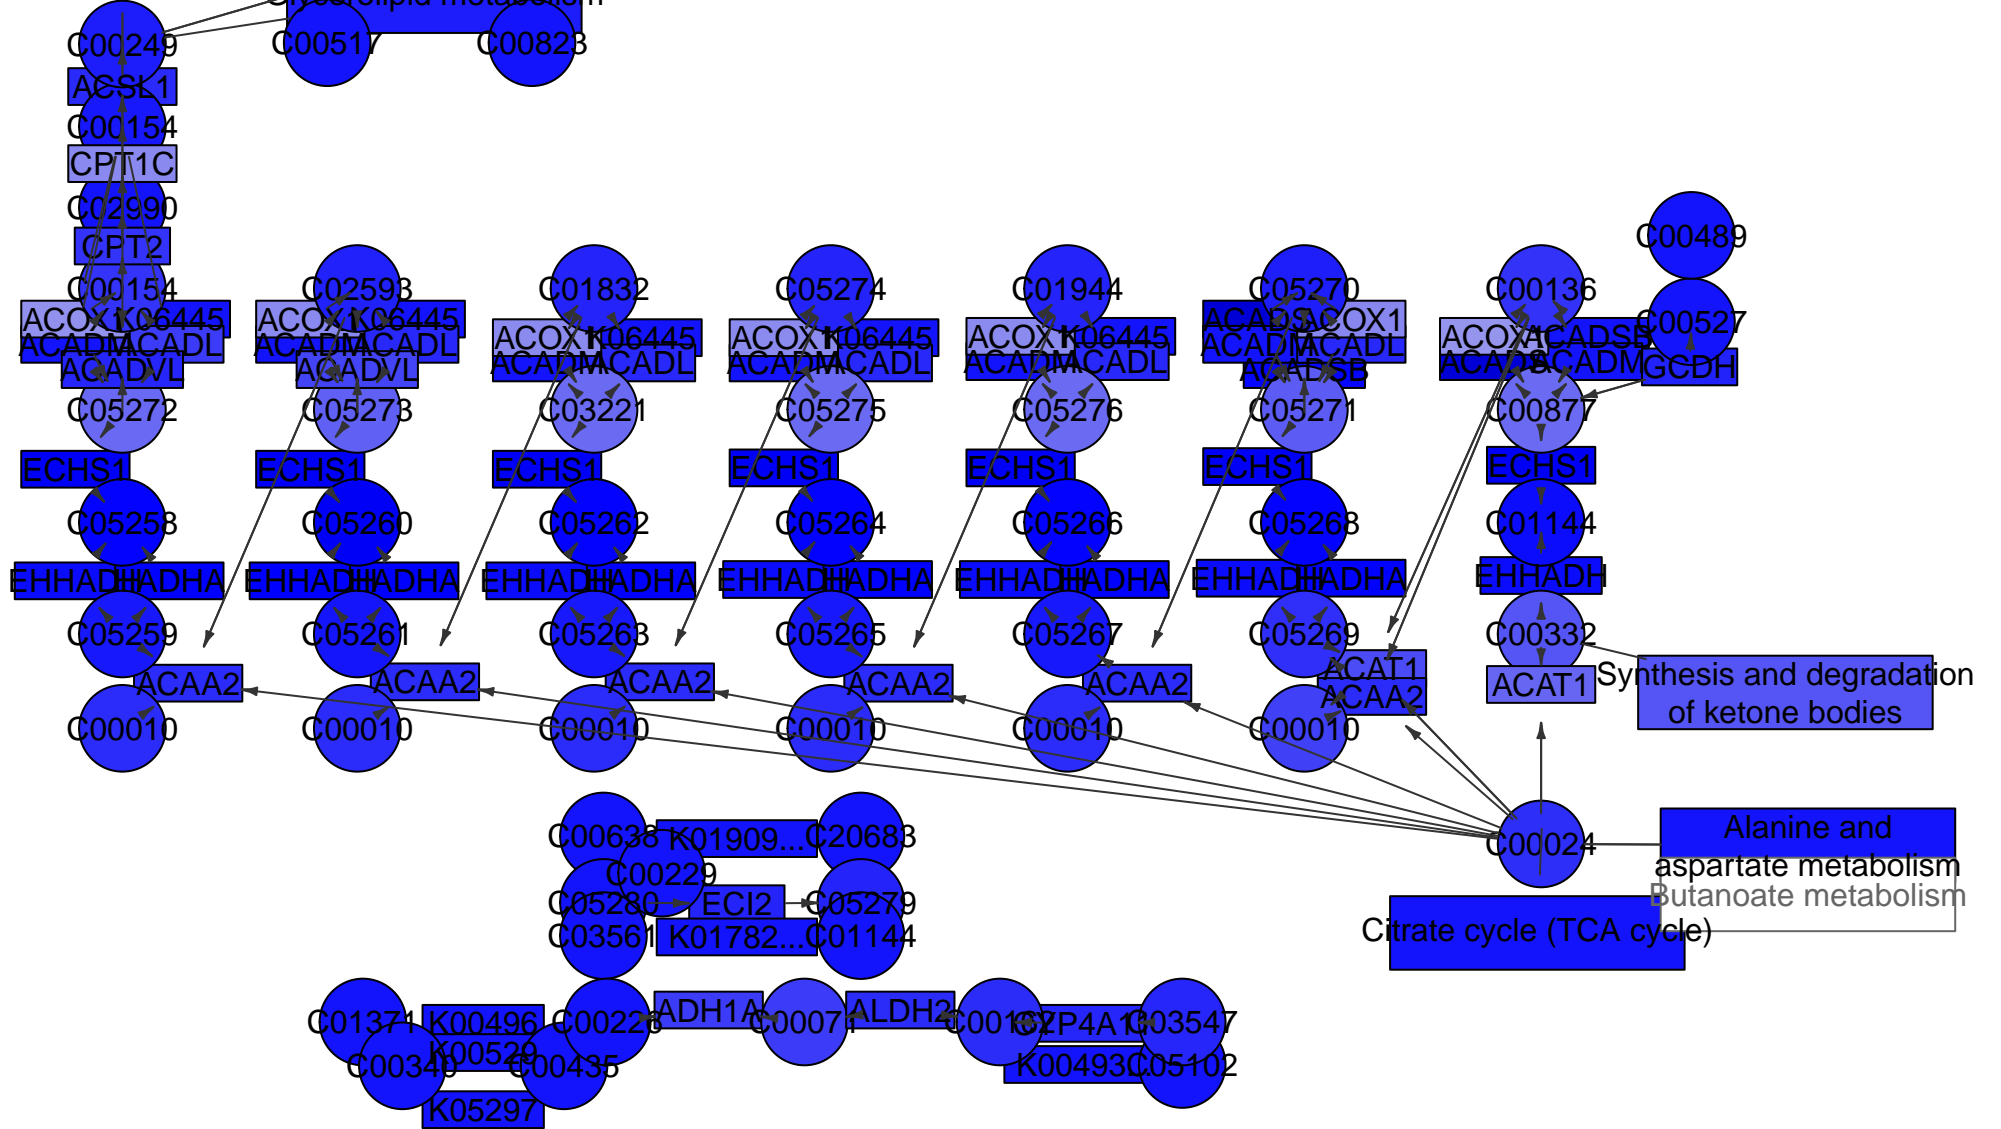 Glycerolipid metabolism
C00249
C00517
C00823
ACSL1
C00154
CPT1C
C02990
CPT2
C00489
C00154
C02593
C01832
C05274
C01944
C05270
C00136
C00527
ACOX1 K06445
ACOX1 K06445
ACOX1 K06445
ACOX1 K06445
ACOX1 K06445
ACADS ACOX1
ACOX1 ACADSB
ACADM ACADL
ACADM ACADL
ACADM ACADL
ACADM ACADL
ACADM ACADL
ACADM ACADL
ACADS ACADM
GCDH
ACADVL
ACADVL
ACADSB
C05272
C05273
C03221
C05275
C05276
C05271
C00877
ECHS1
ECHS1
ECHS1
ECHS1
ECHS1
ECHS1
ECHS1
C05258
C05260
C05262
C05264
C05266
C05268
C01144
EHHADH HADHA
EHHADH HADHA
EHHADH HADHA
EHHADH HADHA
EHHADH HADHA
EHHADH HADHA
EHHADH
C05259
C05261
C05263
C05265
C05267
C05269
C00332
ACAA2
ACAA2
ACAA2
ACAA2
ACAA2
ACAT1
ACAA2
ACAT1
Synthesis and degradation
of ketone bodies
C00010
C00010
C00010
C00010
C00010
C00010
C00638
K01909...
C20683
C00229
C00024
Alanine and
aspartate metabolism
Butanoate metabolism
C05280
ECI2
C05279
C03561
K01782...
C01144
Citrate cycle (TCA cycle)
C01371
K00496
C00226
ADH1A
C00071
ALDH2
C00162
C03547
K00529
C00340
C00435
K00493...
C05102
K05297